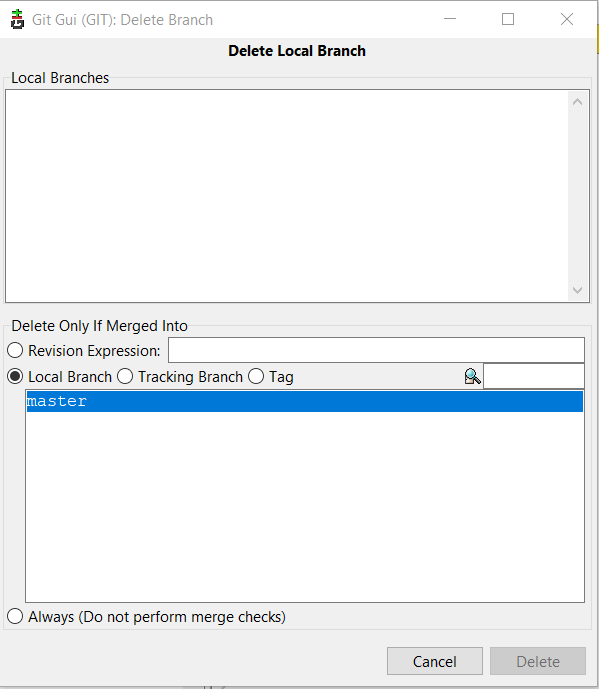 Git Gui (GIT): Delete Branch
Delete Local Branch
Local Branches
Delete Only If Merged Into
Revision Expression:
Local Branch Tracking Branch Tag
master
Always (Do not perform merge checks)
Cancel Delete